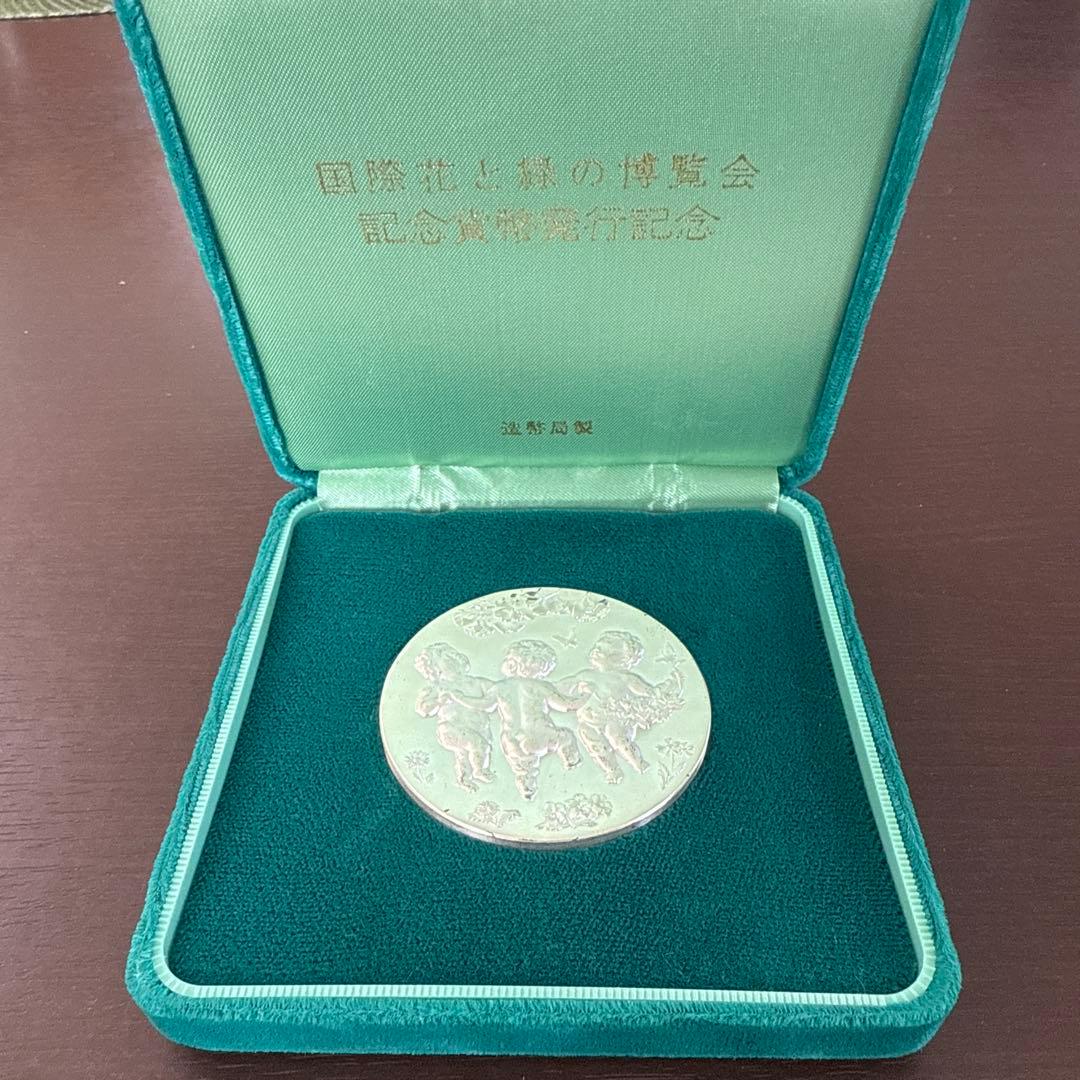 国際花と緑の博覧会
記念貨幣発行記念
造幣局製